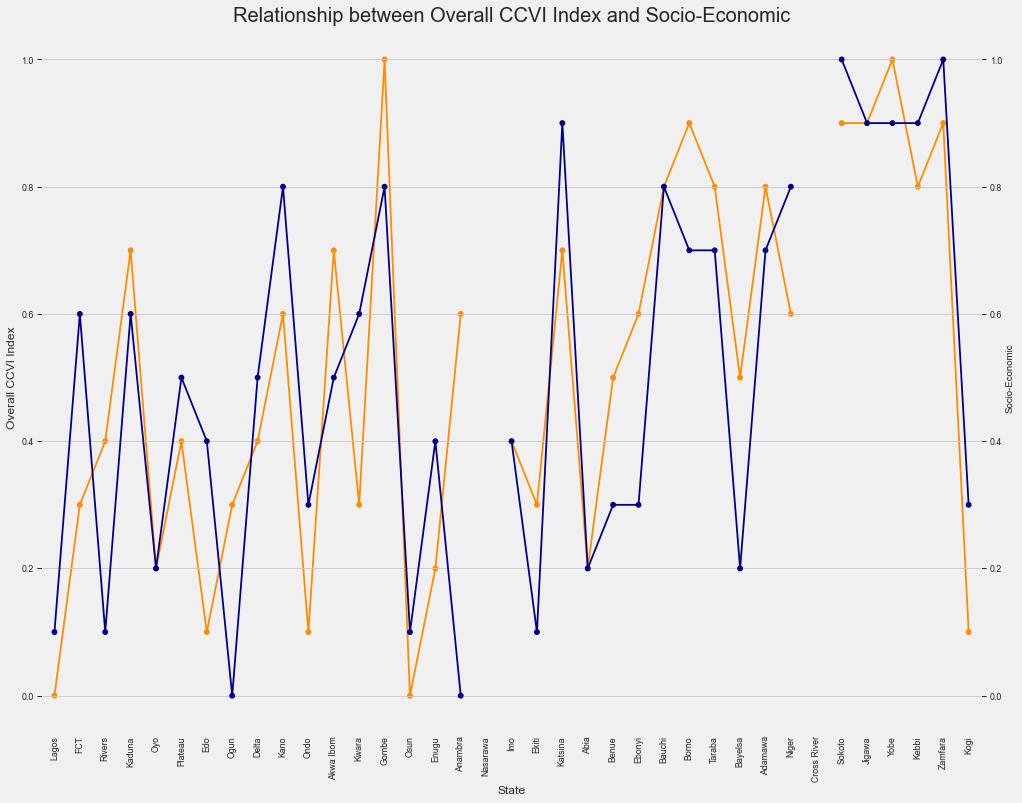 Relationship between Overall CCVI Index and Socio-Economic
1.0
0.8
0.6
0.4
0.2
0.0
Overall CCVI Index
1.0
0.8
0.6
0.4
0.2
0.0
Socio-Economic
Lagos
FCT
Rivers
Kaduna
Oyo
Plateau
Edo
Ogun
Delta
Kano
Ondo
Akwa Ibom
Kwara
Gombe
Osun
Enugu
Anambra
Nasarawa
Imo
Ekiti
Katsina
Abia
Benue
Ebonyi
Bauchi
Borno
Taraba
Bayelsa
Adamawa
Niger
Cross River
Sokoto
Jigawa
Yobe
Kebbi
Zamfara
Kogi
State